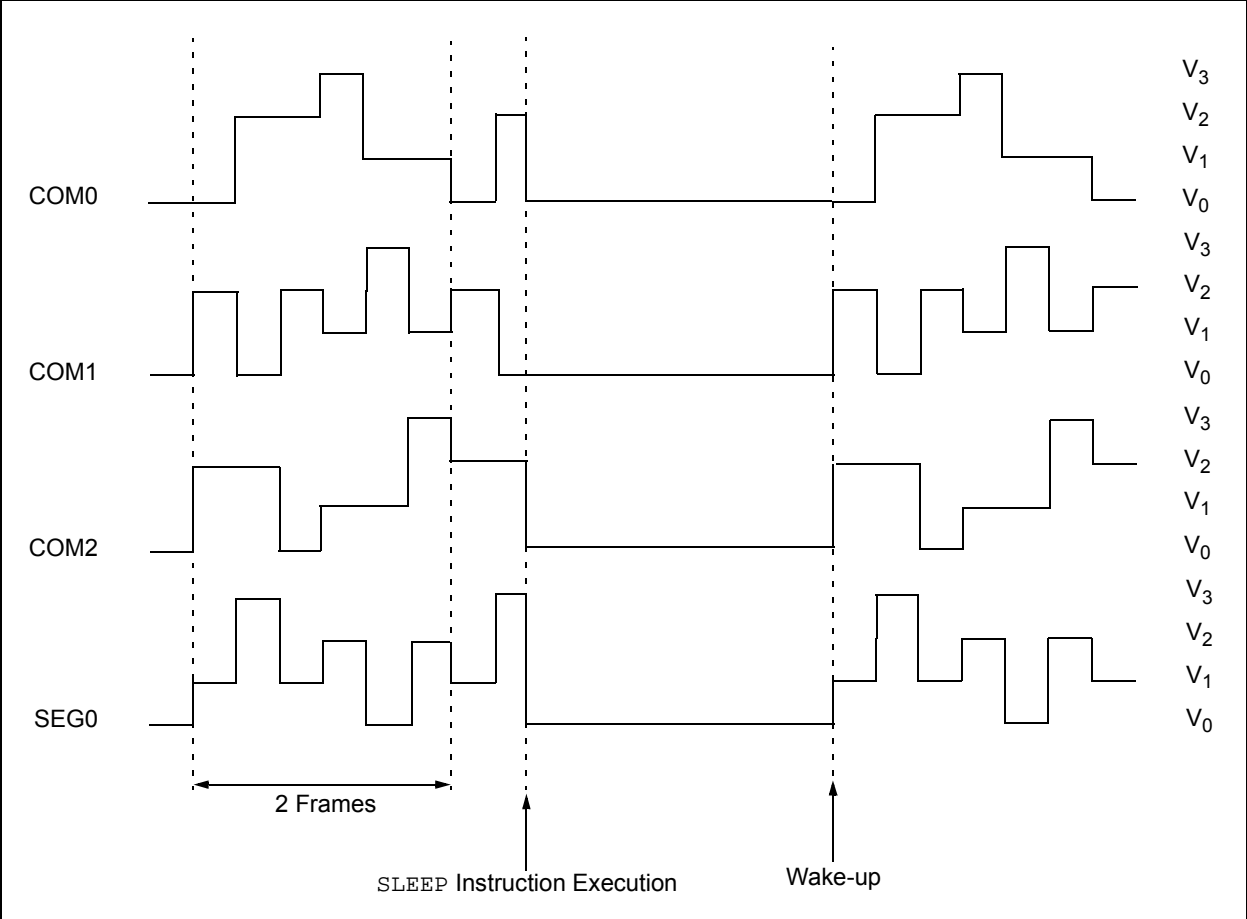 V3
V2
V1
COM0 V0
V3
V2
V1
COM1 V0
V3
V2
V1
COM2 V0
V3
V2
V1
SEG0 V0
2 Frames
SLEEP Instruction Execution
Wake-up